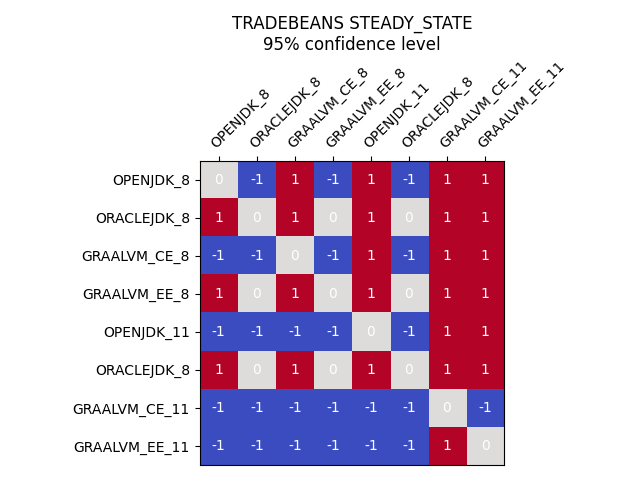 TRADEBEANS STEADY_STATE
95% confidence level
OPENJDK_8 ORACLEJDK_8 GRAALVM_CE_8 GRAALVM_EE_8 OPENJDK_11 ORACLEJDK_8 GRAALVM_CE_11 GRAALVM_EE_11
OPENJDK_8 0 -1 1 -1 1 -1 1 1
ORACLEJDK_8 1 0 1 0 1 0 1 1
GRAALVM_CE_8 -1 -1 0 -1 1 -1 1 1
GRAALVM_EE_8 1 0 1 0 1 0 1 1
OPENJDK_11 -1 -1 -1 -1 0 -1 1 1
ORACLEJDK_8 1 0 1 0 1 0 1 1
GRAALVM_CE_11 -1 -1 -1 -1 -1 -1 0 -1
GRAALVM_EE_11 -1 -1 -1 -1 -1 -1 1 0